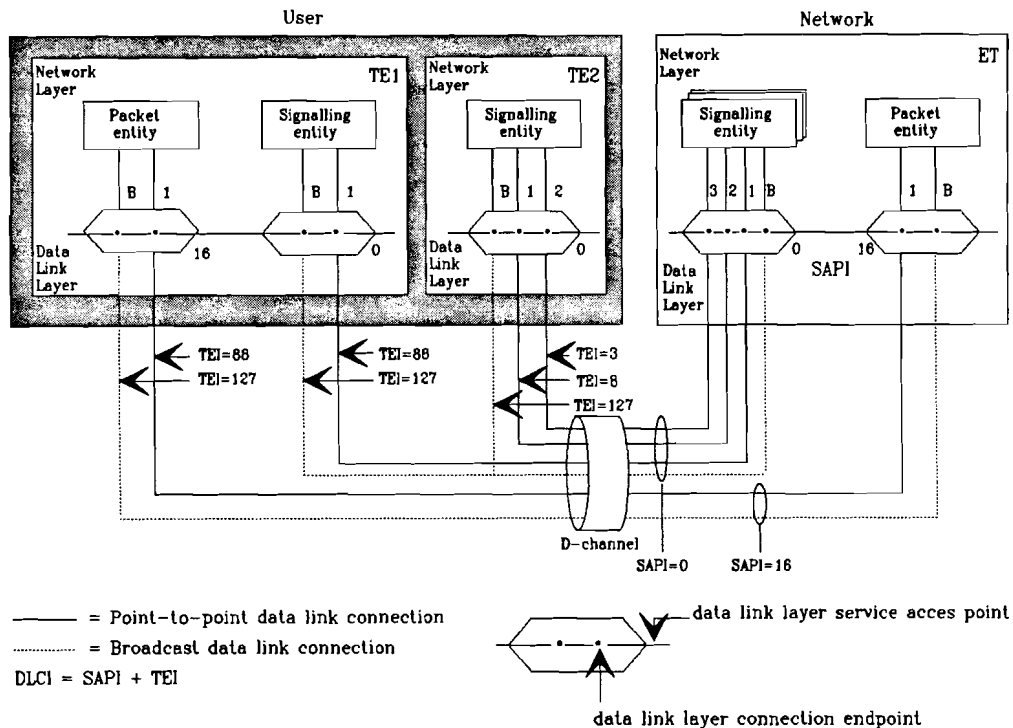 User
Network
Network
Layer
TE1
TE2
Network
Layer
ET
Packet
entity
Signalling
entity
Signalling
entity
Signalling
entity
Packet
entity
B 1
B 1
B 1 2
3 2 1 B
1 B
16
0
0
0
16
SAPI
Data
Link
Layer
Data
Link
Layer
Data
Link
Layer
TEI=88
TEI=127
TEI=88
TEI=127
TEI=3
TEI=8
TEI=127
D-channel
SAPI=0
SAPI=16
= Point-to-point data link connection
= Broadcast data link connection
DLCI = SAPI + TEI
data link layer service acces point
data link layer connection endpoint